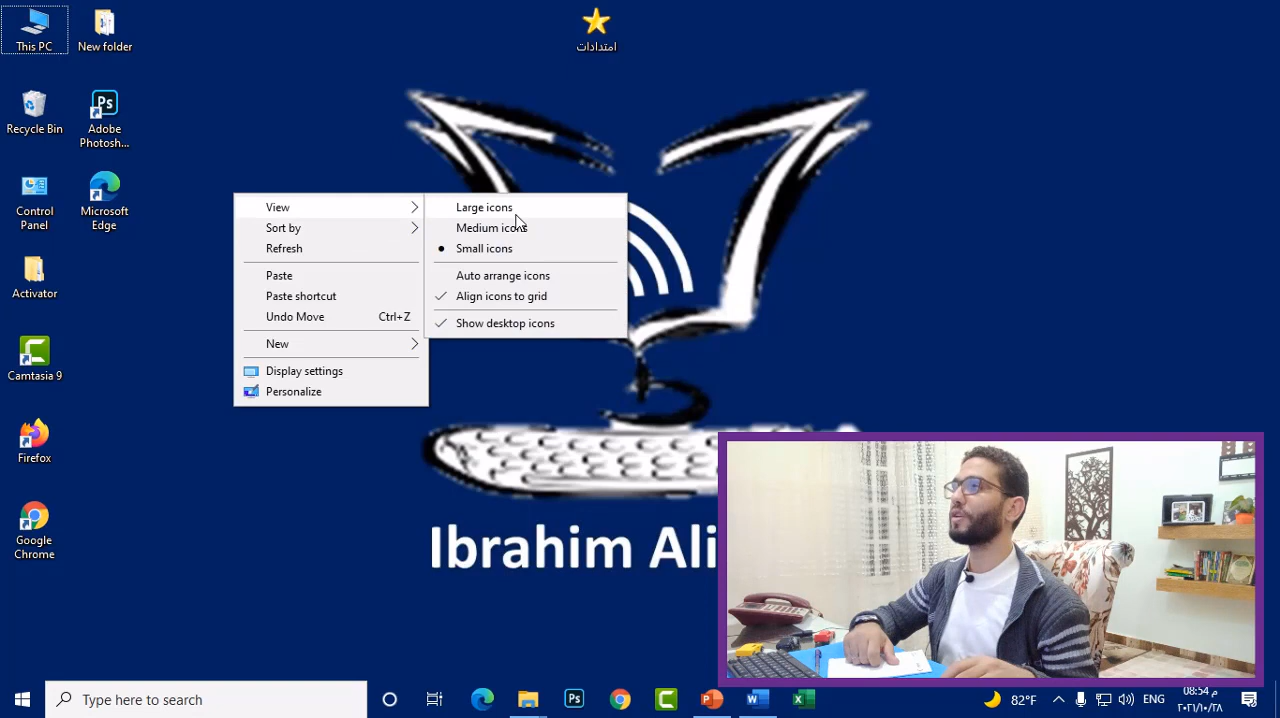 This PC
New folder
امتدادات
Recycle Bin
Adobe
Photosh...
Control
Panel
Microsoft
Edge
Activator
Camtasia 9
Firefox
Google
Chrome
View
Sort by
Refresh
Paste
Paste shortcut
Undo Move Ctrl+Z
New
Display settings
Personalize
Large icons
Medium icons
Small icons
Auto arrange icons
Align icons to grid
Show desktop icons
Ibrahim Ali
Type here to search
82°F
ENG
08:54 م
٢٠٢١/١٠/٢٨